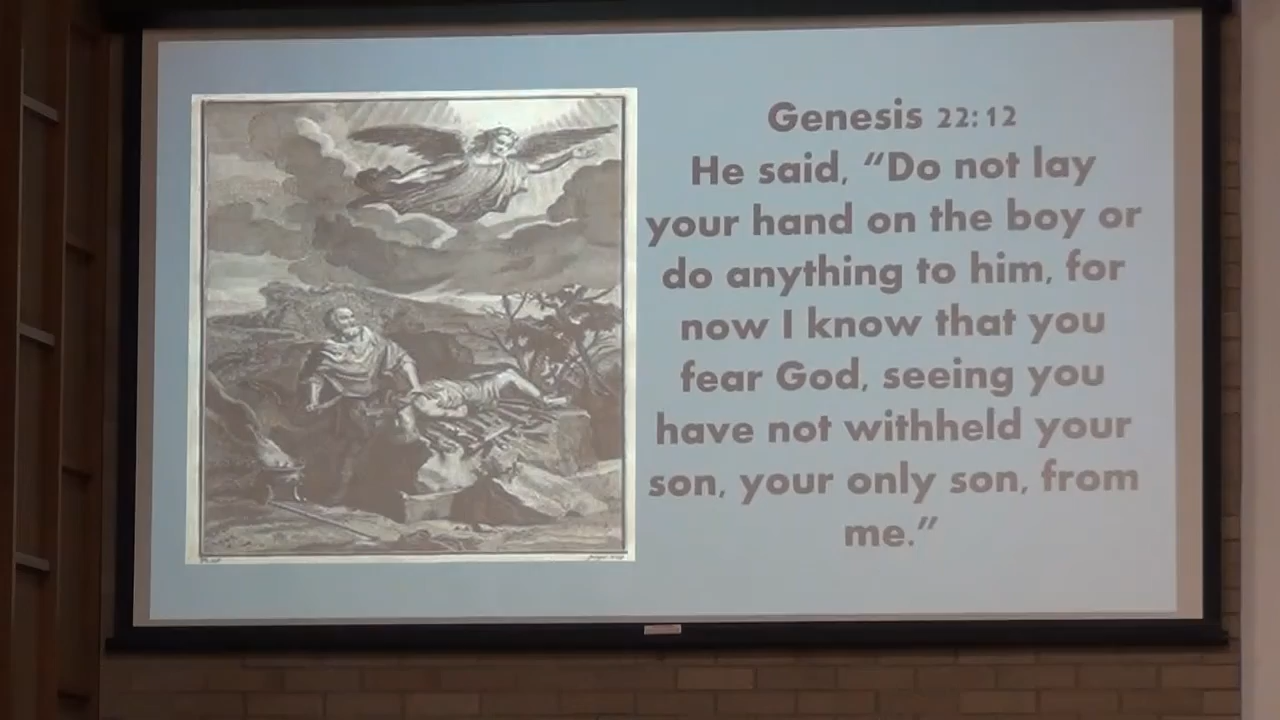 Genesis 22:12
He said, “Do not lay
your hand on the boy or
do anything to him, for
now I know that you
fear God, seeing you
have not withheld your
son, your only son, from
me.”